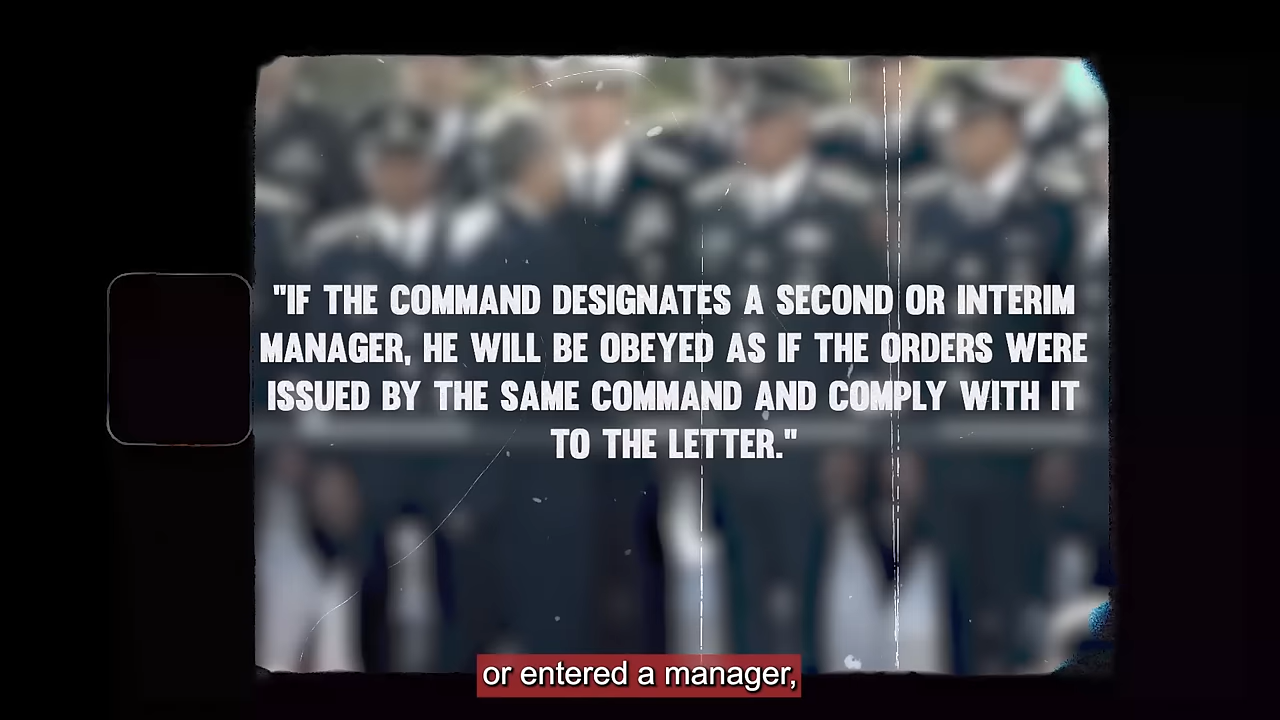 "IF THE COMMAND DESIGNATES A SECOND OR INTERIM
MANAGER, HE WILL BE OBEYED AS IF THE ORDERS WERE
ISSUED BY THE SAME COMMAND AND COMPLY WITH IT
TO THE LETTER."
or entered a manager,